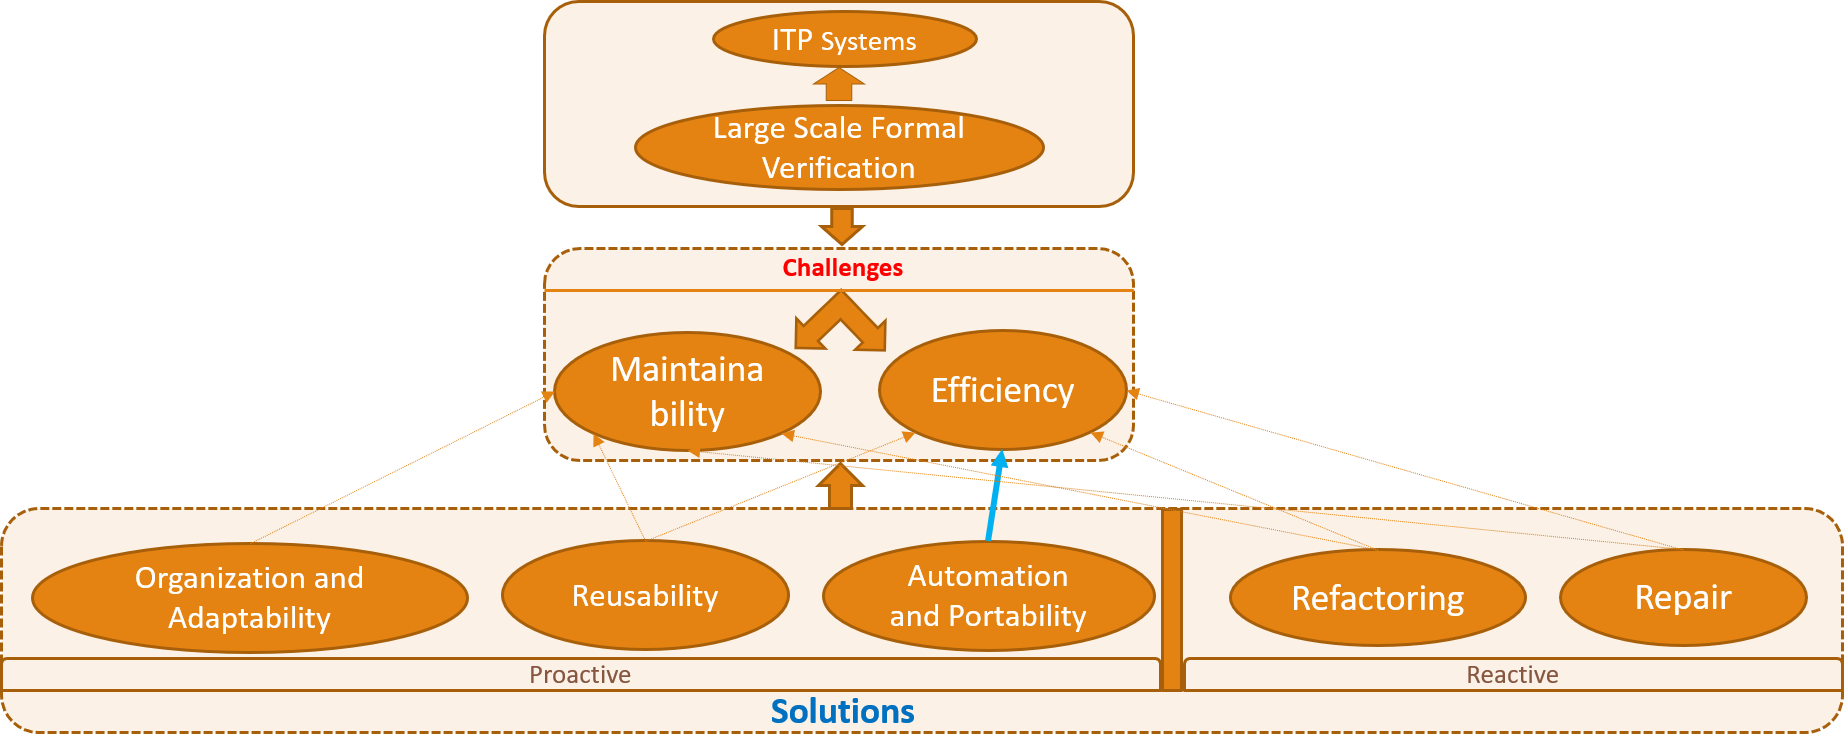 ITP Systems
Large Scale Formal
Verification
Challenges
Maintaina
bility
Efficiency
Organization and
Adaptability
Reusability
Automation
and Portability
Refactoring
Repair
Proactive
Reactive
Solutions